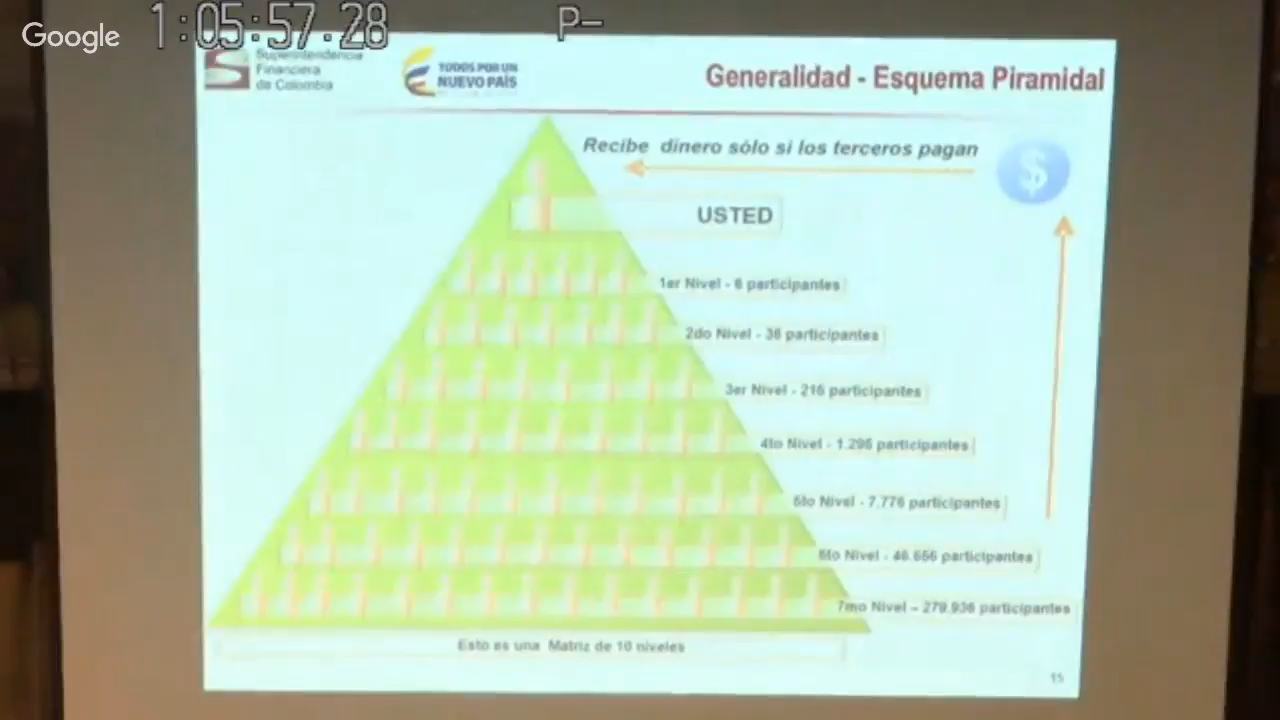 Google
1:05:57.28
P-
Superintendencia
Financiera
de Colombia
TODOS POR UN
NUEVO PAÍS
Generalidad - Esquema Piramidal
Recibe dinero sólo si los terceros pagan
$
USTED
1er Nivel - 6 participantes
2do Nivel - 36 participantes
3er Nivel - 216 participantes
4to Nivel - 1.296 participantes
5to Nivel - 7.776 participantes
6to Nivel - 46.656 participantes
7mo Nivel – 279.936 participantes
Esto es una Matriz de 10 niveles
15